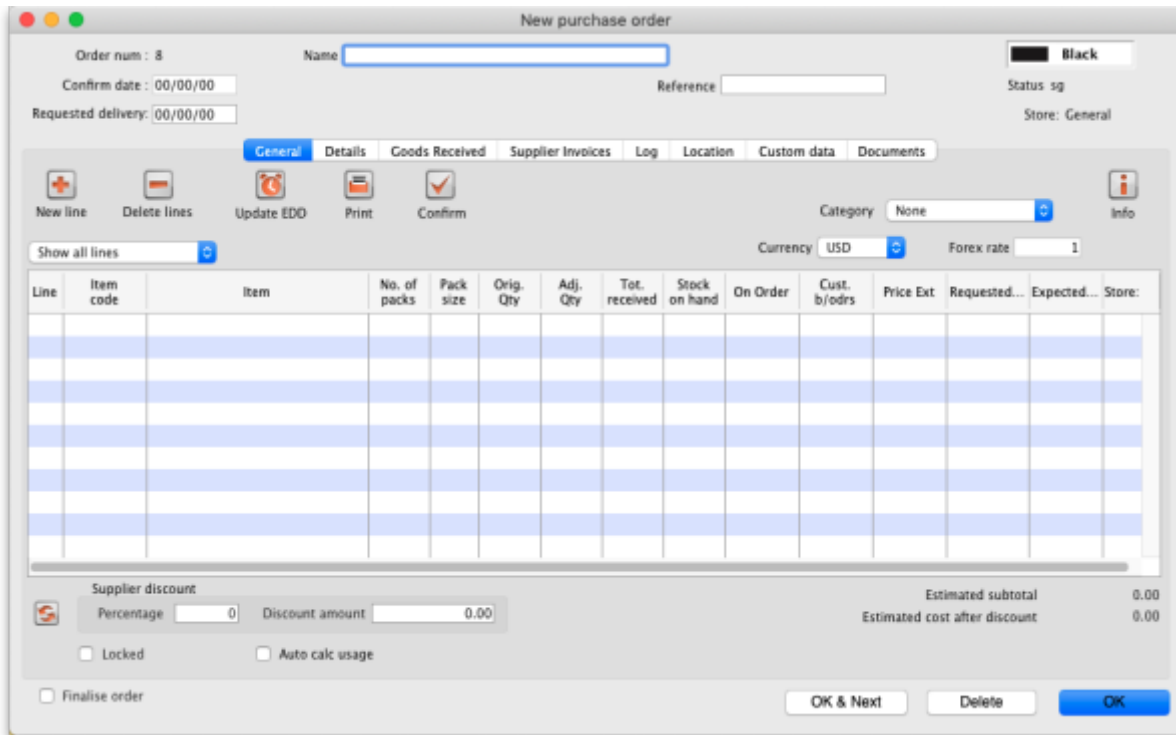 New purchase order
Order num : 8
Name
Black
Confirm date : 00/00/00
Reference
Status sg
Requested delivery: 00/00/00
Store: General
General Details Goods Received Supplier Invoices Log Location Custom data Documents
New line Delete lines Update EDD Print Confirm
Category None
Info
Show all lines
Currency USD
Forex rate 1
Line Item code Item No. of packs Pack size Orig. Qty Adj. Qty Tot. received Stock on hand On Order Cust. b/odrs Price Ext Requested... Expected... Store:
Supplier discount
Percentage 0 Discount amount 0.00
Estimated subtotal 0.00
Estimated cost after discount 0.00
Locked Auto calc usage
Finalise order
OK & Next Delete OK